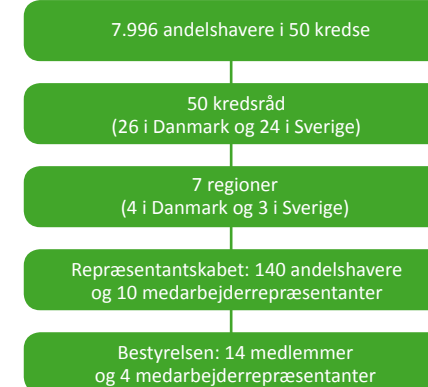 7.996 andelshavere i 50 kredse
50 kredsråd
(26 i Danmark og 24 i Sverige)
7 regioner
(4 i Danmark og 3 i Sverige)
Repræsentantskabet: 140 andelshavere
og 10 medarbejderrepræsentanter
Bestyrelsen: 14 medlemmer
og 4 medarbejderrepræsentanter